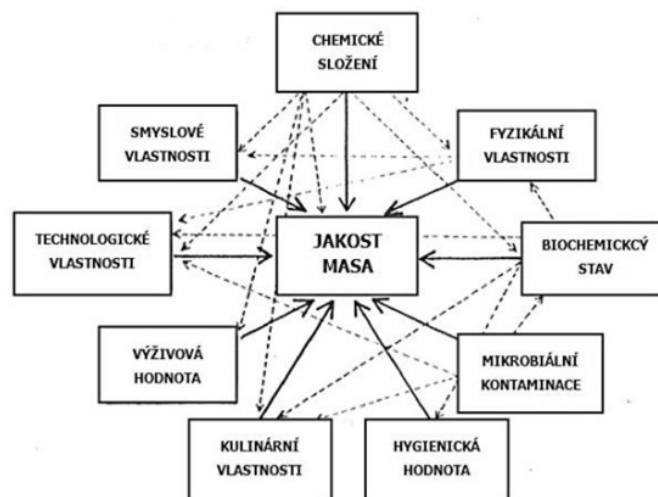 CHEMICKÉ
SLOŽENÍ
SMYSLOVÉ
VLASTNOSTI
FYZIKÁLNÍ
VLASTNOSTI
TECHNOLOGICKÉ
VLASTNOSTI
JAKOST
MASA
BIOCHEMICKCÝ
STAV
VÝŽIVOVÁ
HODNOTA
MIKROBIÁLNÍ
KONTAMINACE
KULINÁRNÍ
VLASTNOSTI
HYGIENICKÁ
HODNOTA